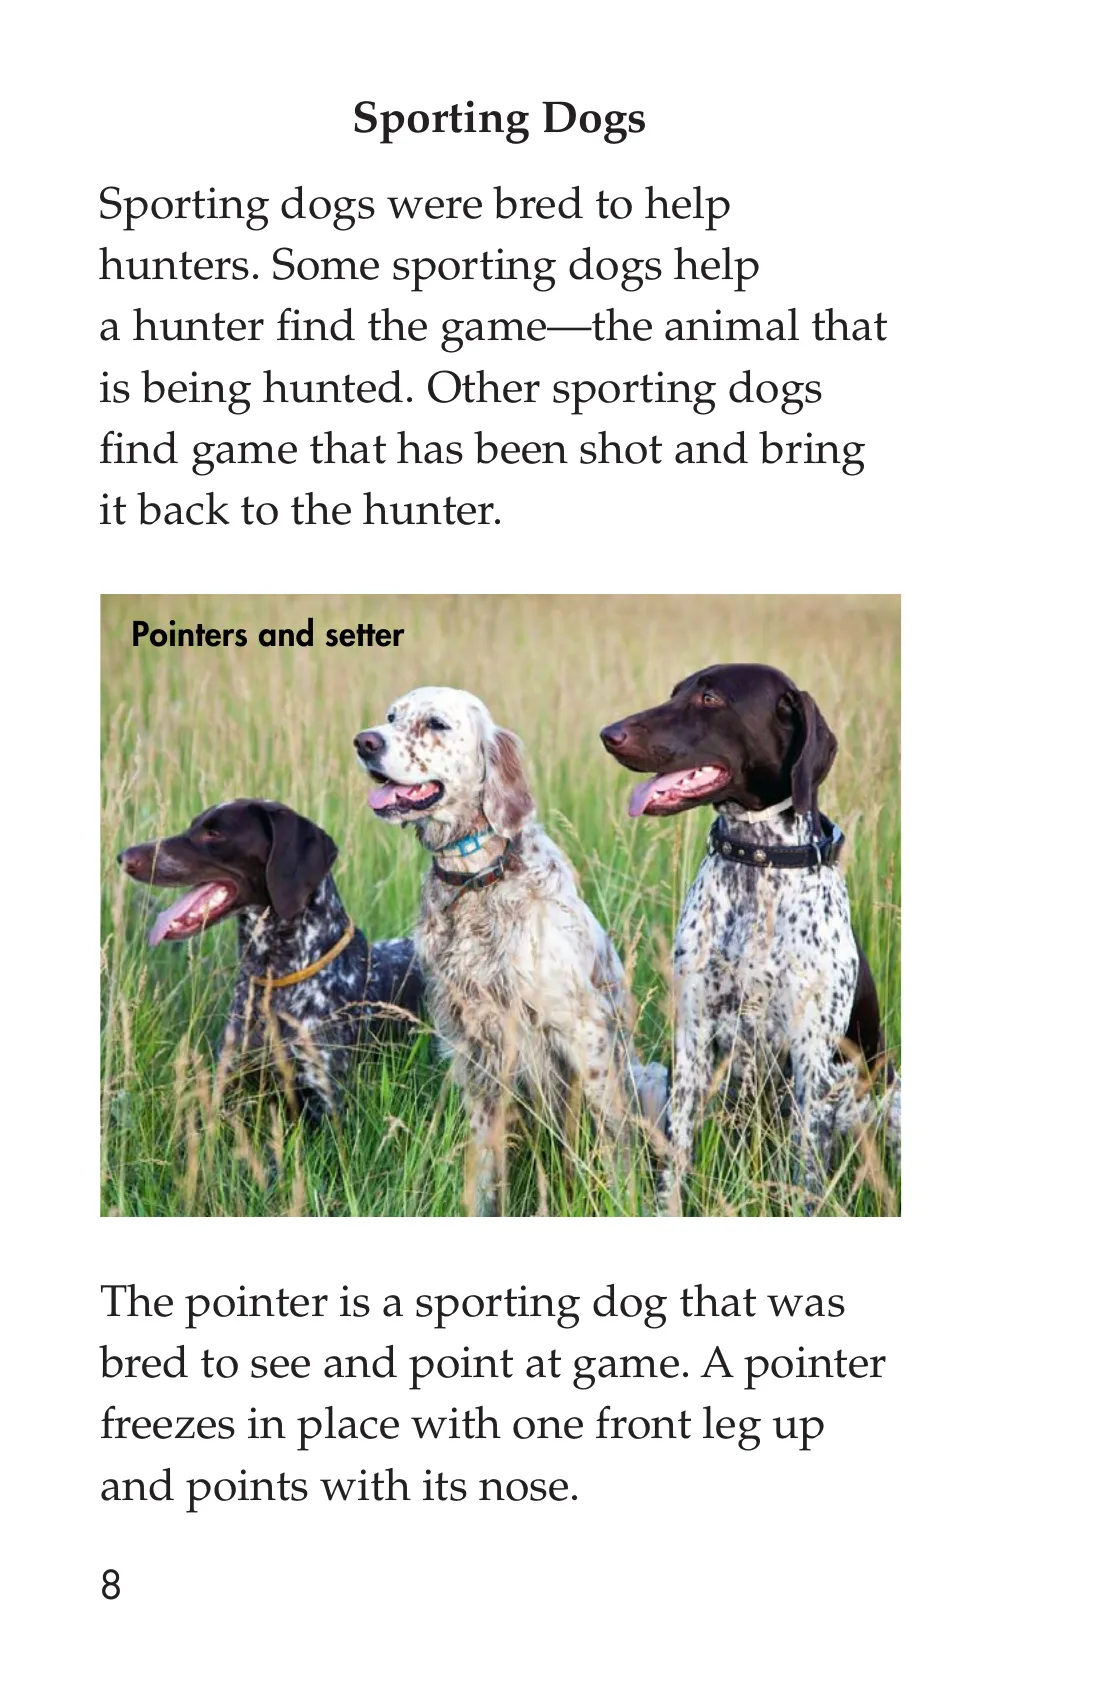 Sporting Dogs
Sporting dogs were bred to help
hunters. Some sporting dogs help
a hunter find the game—the animal that
is being hunted. Other sporting dogs
find game that has been shot and bring
it back to the hunter.
Pointers and setter
The pointer is a sporting dog that was
bred to see and point at game. A pointer
freezes in place with one front leg up
and points with its nose.
8